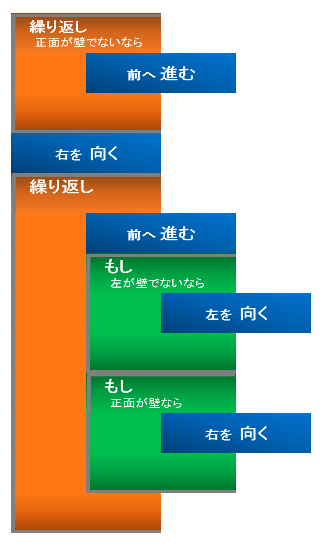 繰り返し
正面が壁でないなら
前へ 進む
右を 向く
繰り返し
前へ 進む
もし
左が壁でないなら
左を 向く
もし
正面が壁なら
右を 向く